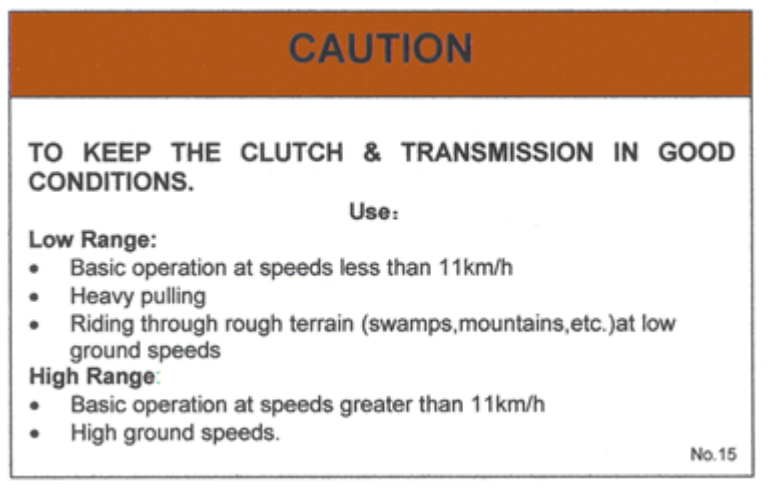 CAUTION
TO KEEP THE CLUTCH & TRANSMISSION IN GOOD
CONDITIONS.
Use：
Low Range:
• Basic operation at speeds less than 11km/h
• Heavy pulling
• Riding through rough terrain (swamps,mountains,etc.)at low
ground speeds
High Range:
• Basic operation at speeds greater than 11km/h
• High ground speeds.
No.15